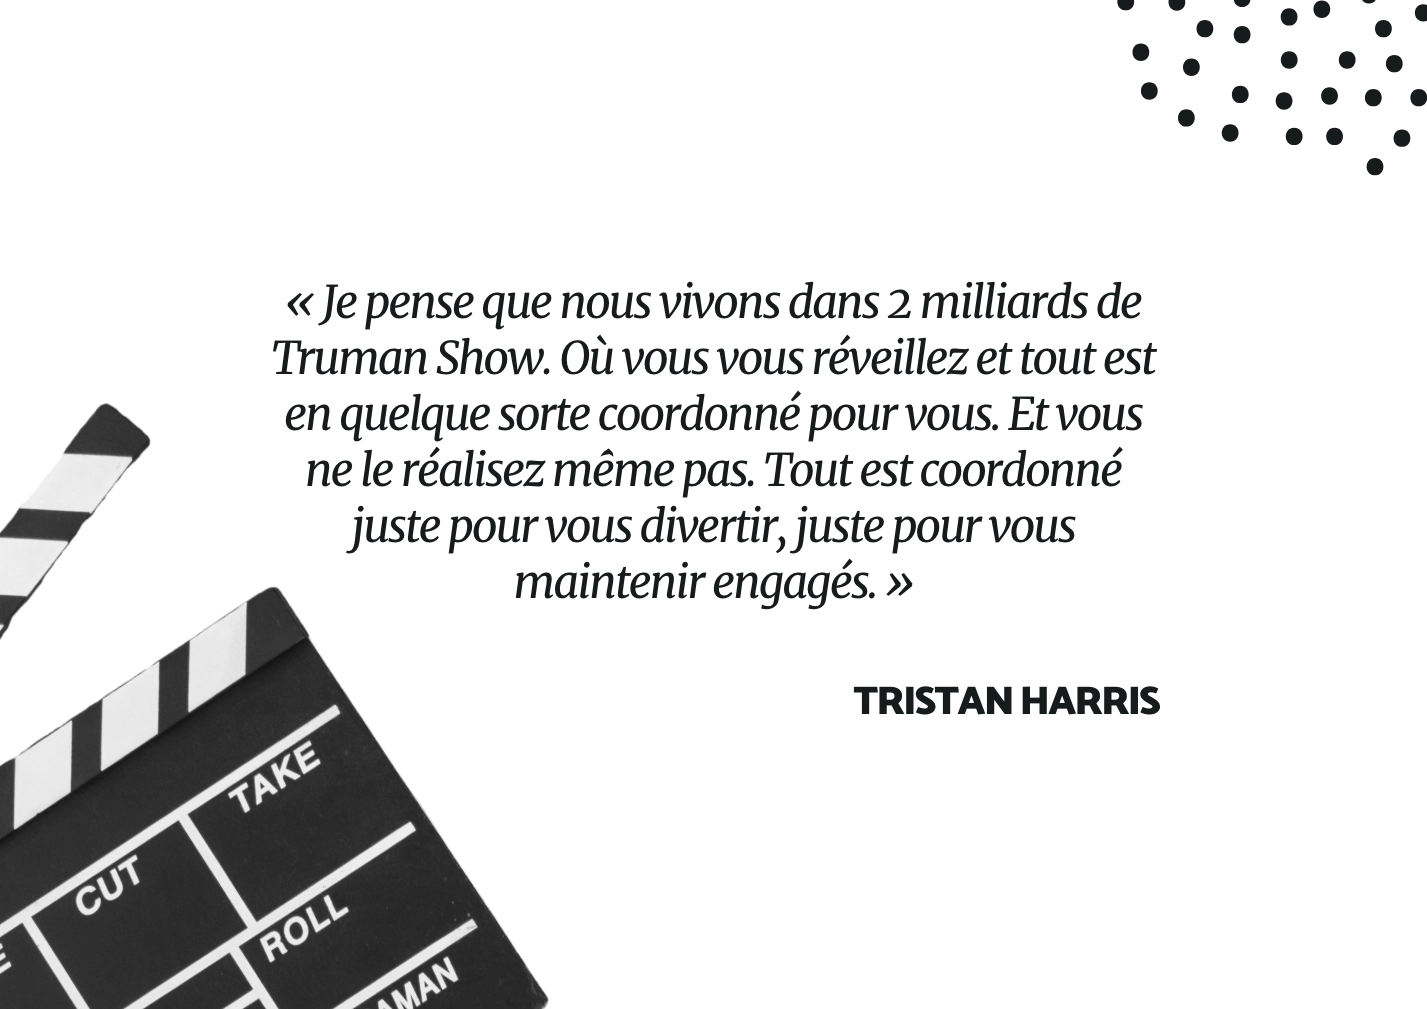 « Je pense que nous vivons dans 2 milliards de
Truman Show. Où vous vous réveillez et tout est
en quelque sorte coordonné pour vous. Et vous
ne le réalisez même pas. Tout est coordonné
juste pour vous divertir, juste pour vous
maintenir engagés. »
TRISTAN HARRIS
TAKE
CUT
ROLL
AMAN